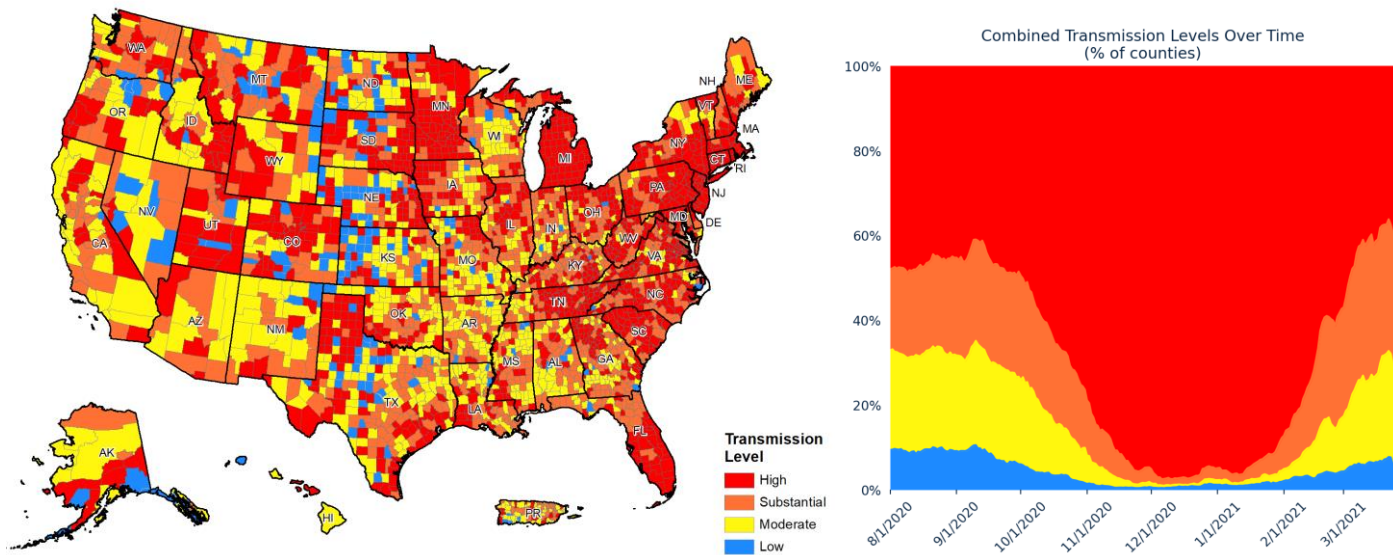 WA
MT
ND
MN
OR
ID
SD
WI
WY
NE
IA
MI
NV
UT
CO
KS
MO
IL
IN
OH
PA
NY
ME
NH
VT
MA
CT
RI
NJ
DE
MD
WV
VA
KY
CA
AZ
NM
OK
AR
TN
NC
SC
MS
AL
GA
TX
LA
FL
AK
HI
PR
Transmission
Level
High
Substantial
Moderate
Low
Combined Transmission Levels Over Time
(% of counties)
100%
80%
60%
40%
20%
0%
8/1/2020
9/1/2020
10/1/2020
11/1/2020
12/1/2020
1/1/2021
2/1/2021
3/1/2021